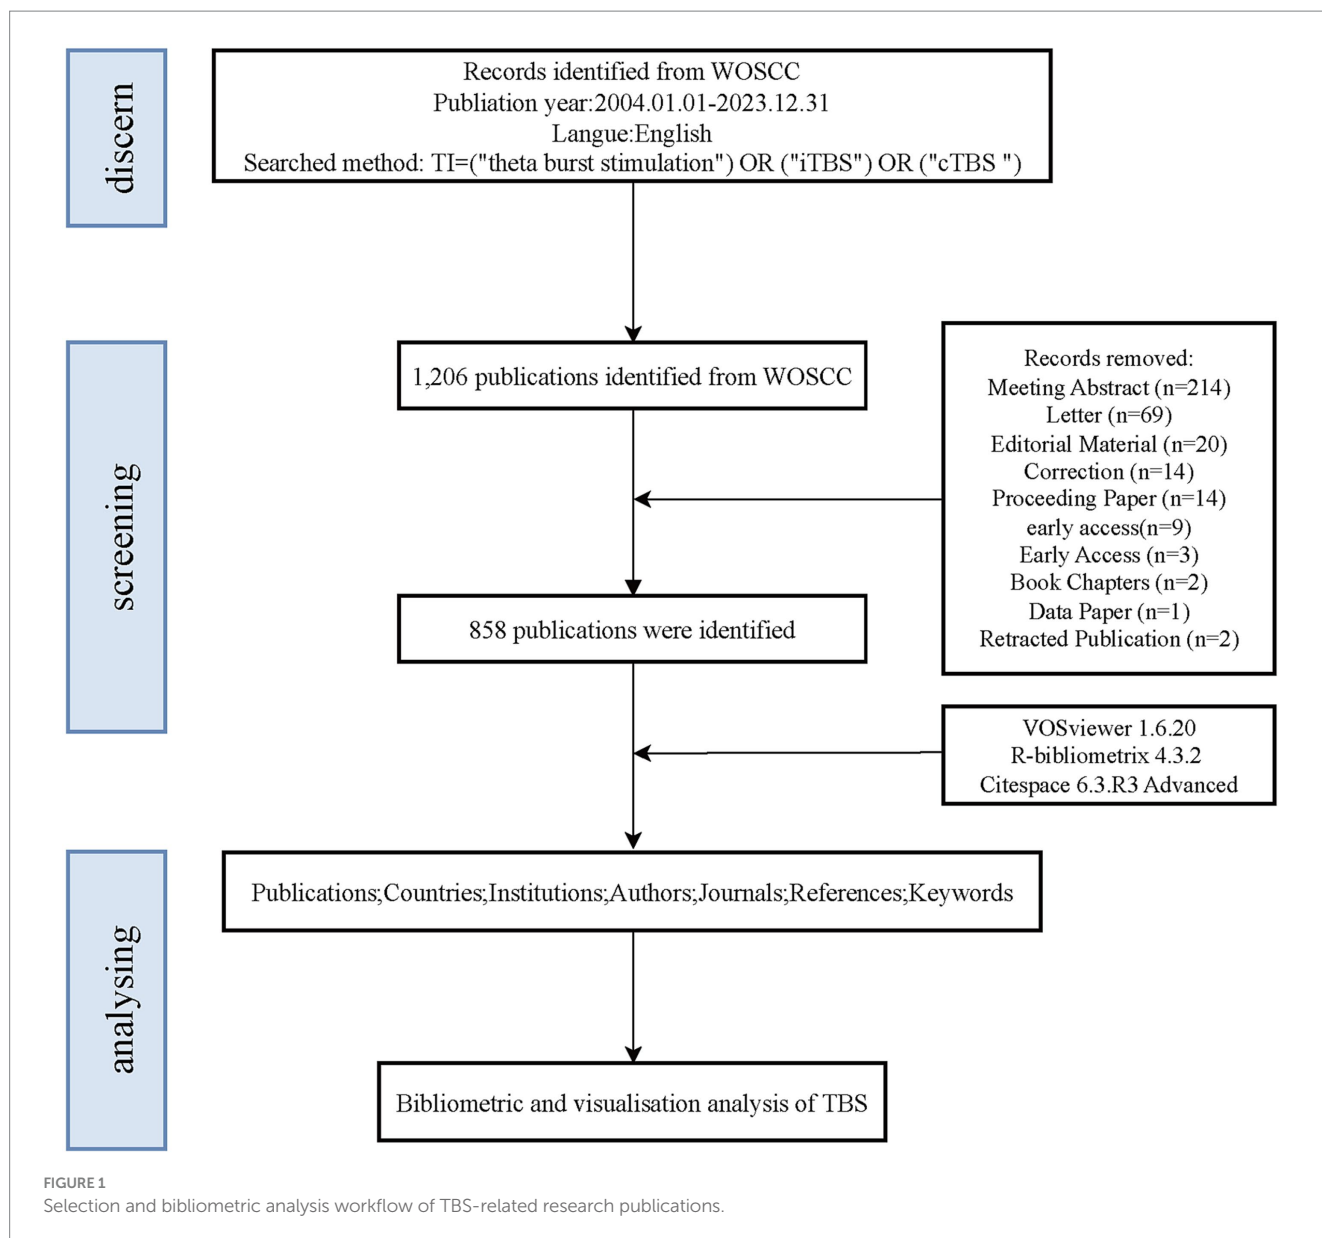 discern
Records identified from WOSCC
Publiation year:2004.01.01-2023.12.31
Langue:English
Searched method: TI=("theta burst stimulation") OR ("iTBS") OR ("cTBS ")
screening
1,206 publications identified from WOSCC
Records removed:
Meeting Abstract (n=214)
Letter (n=69)
Editorial Material (n=20)
Correction (n=14)
Proceeding Paper (n=14)
early access(n=9)
Early Access (n=3)
Book Chapters (n=2)
Data Paper (n=1)
Retracted Publication (n=2)
858 publications were identified
VOSviewer 1.6.20
R-bibliometrix 4.3.2
Citespace 6.3.R3 Advanced
analysing
Publications;Countries;Institutions;Authors;Journals;References;Keywords
Bibliometric and visualisation analysis of TBS
FIGURE 1
Selection and bibliometric analysis workflow of TBS-related research publications.